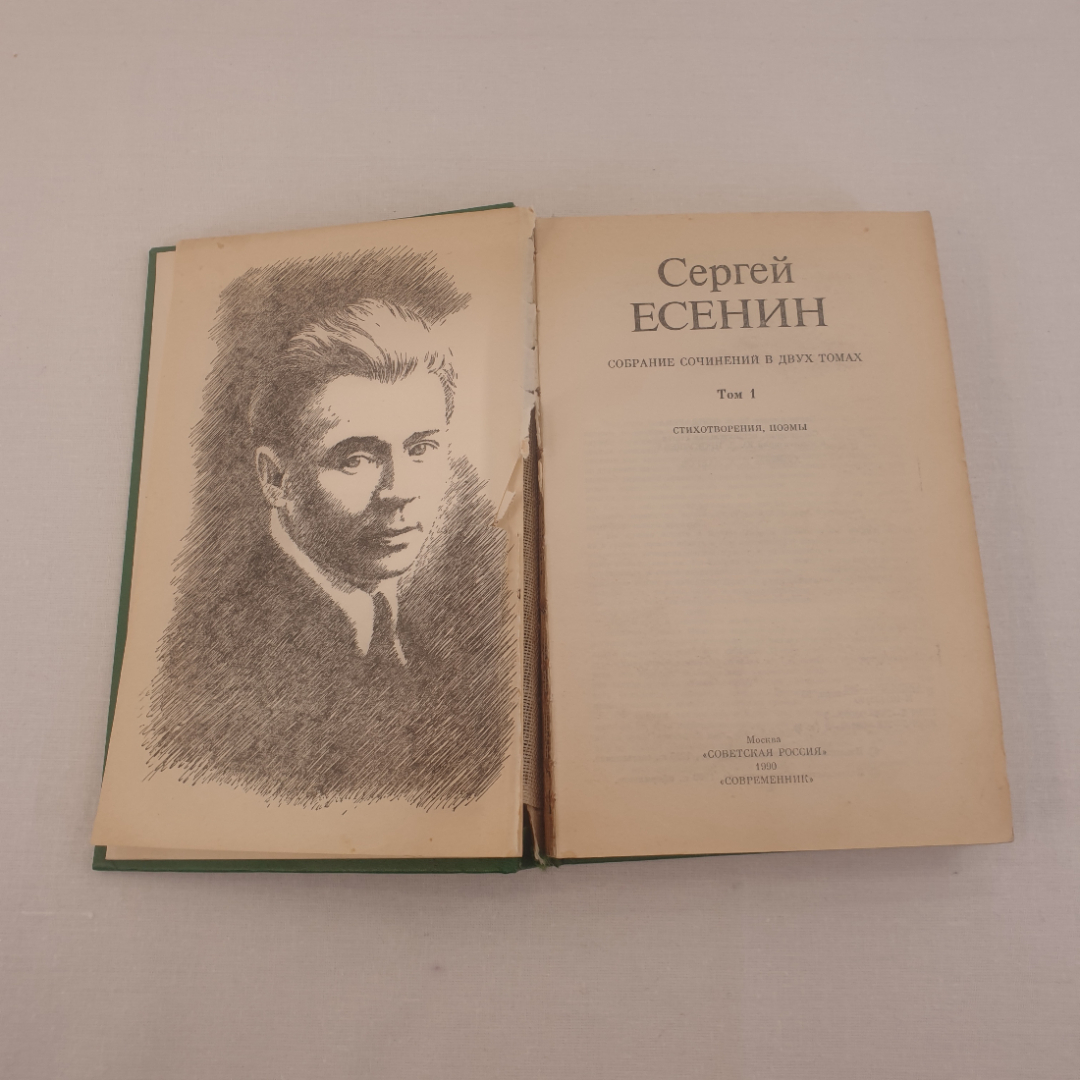 Сергей
ЕСЕНИН
СОБРАНИЕ СОЧИНЕНИЙ В ДВУХ ТОМАХ
Том 1
СТИХОТВОРЕНИЯ, ПОЭМЫ
Москва
«СОВЕТСКАЯ РОССИЯ»
1990
«СОВРЕМЕННИК»